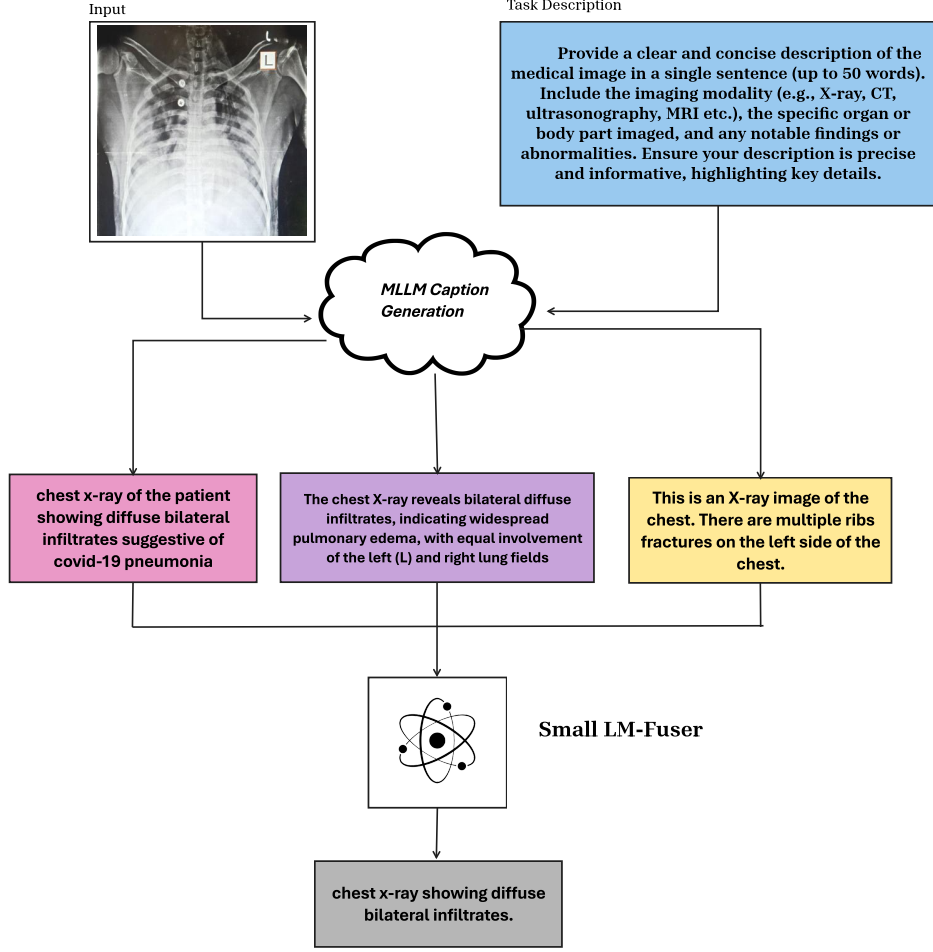 Input
Task Description
L
L
Provide a clear and concise description of the
medical image in a single sentence (up to 50 words).
Include the imaging modality (e.g., X-ray, CT,
ultrasonography, MRI etc.), the specific organ or
body part imaged, and any notable findings or
abnormalities. Ensure your description is precise
and informative, highlighting key details.
MLLM Caption
Generation
chest x-ray of the patient
showing diffuse bilateral
infiltrates suggestive of
covid-19 pneumonia
The chest X-ray reveals bilateral diffuse
infiltrates, indicating widespread
pulmonary edema, with equal involvement
of the left (L) and right lung fields
This is an X-ray image of the
chest. There are multiple ribs
fractures on the left side of the
chest.
Small LM-Fuser
chest x-ray showing diffuse
bilateral infiltrates.